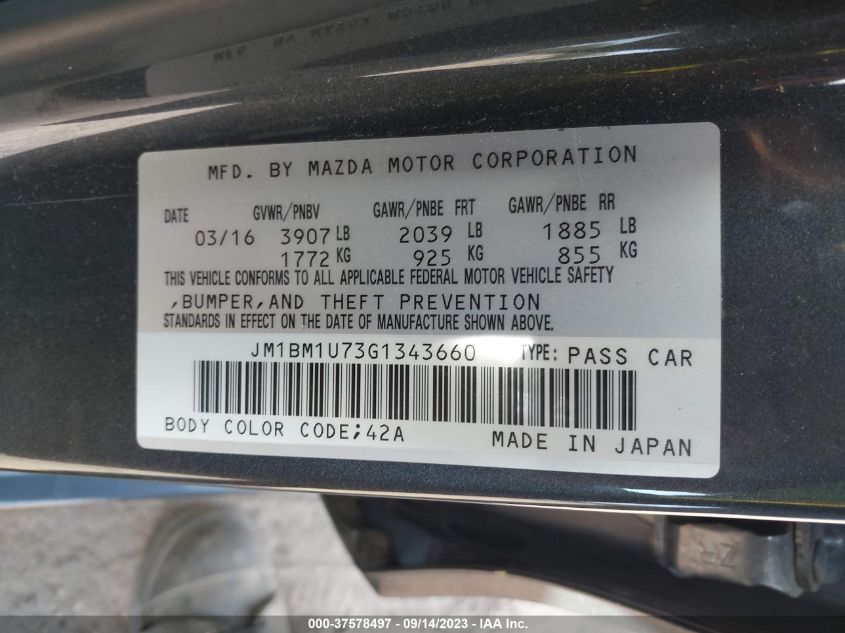 MFD. BY MAZDA MOTOR CORPORATION
DATE GVWR/PNBV GAWR/PNBE FRT GAWR/PNBE RR
03/16 3907 LB 2039 LB 1885 LB
1772 KG 925 KG 855 KG
THIS VEHICLE CONFORMS TO ALL APPLICABLE FEDERAL MOTOR VEHICLE SAFETY
,BUMPER,AND THEFT PREVENTION
STANDARDS IN EFFECT ON THE DATE OF MANUFACTURE SHOWN ABOVE.
JM1BM1U73G1343660 TYPE: PASS CAR
BODY COLOR CODE;42A MADE IN JAPAN
ZR
000-37578497 - 09/14/2023 - IAAI Inc.